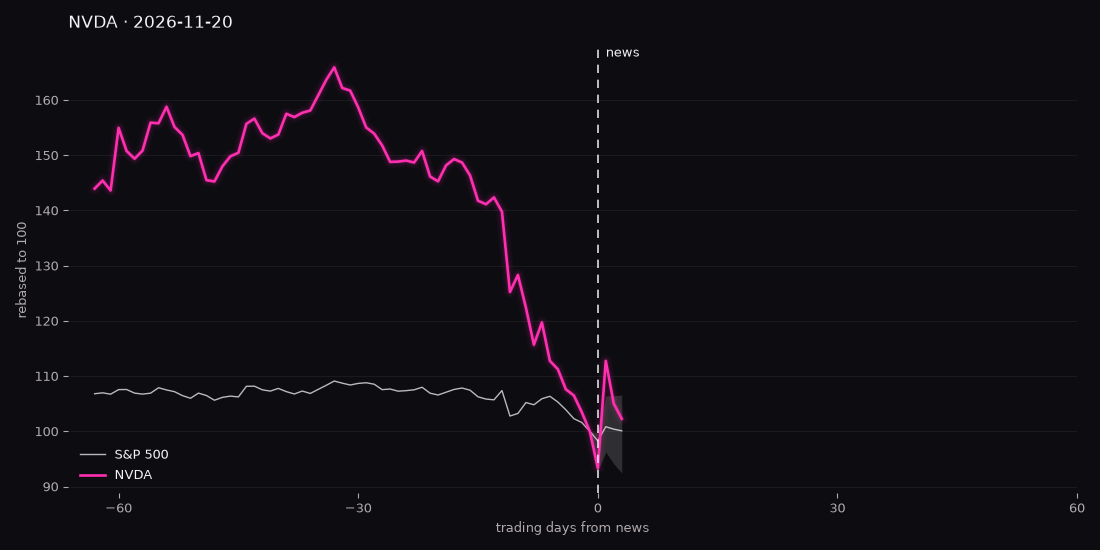 NVDA · 2026-11-20
news
160
150
140
130
120
110
100
90
rebased to 100
S&P 500
NVDA
−60
−30
0
30
60
trading days from news